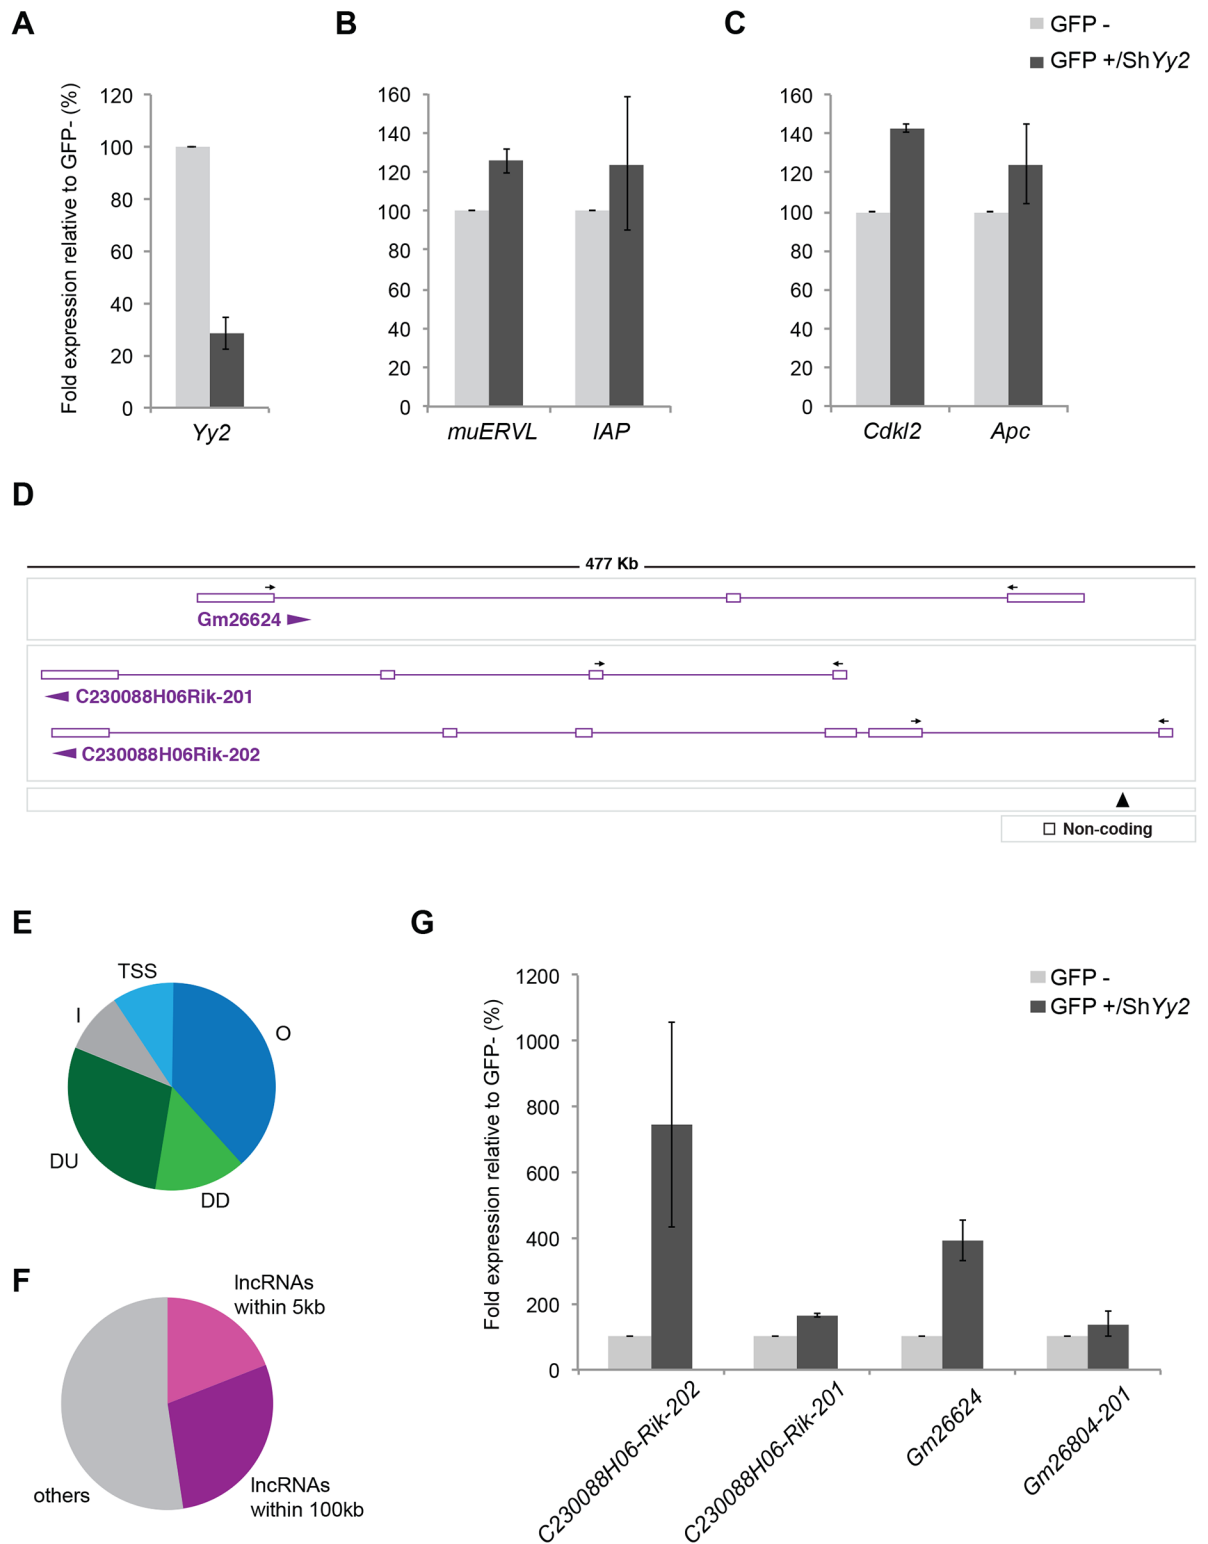 A
B
C
GFP -
GFP +/ShYy2
Fold expression relative to GFP- (%)
120
100
80
60
40
20
0
Yy2
160
140
120
100
80
60
40
20
0
muERVL
IAP
160
140
120
100
80
60
40
20
0
Cdkl2
Apc
D
477 Kb
Gm26624
C230088H06Rik-201
C230088H06Rik-202
Non-coding
E
TSS
I
O
DU
DD
F
lncRNAs
within 5kb
lncRNAs
within 100kb
others
G
GFP -
GFP +/ShYy2
Fold expression relative to GFP- (%)
1200
1000
800
600
400
200
0
C230088H06-Rik-202
C230088H06-Rik-201
Gm26624
Gm26804-201